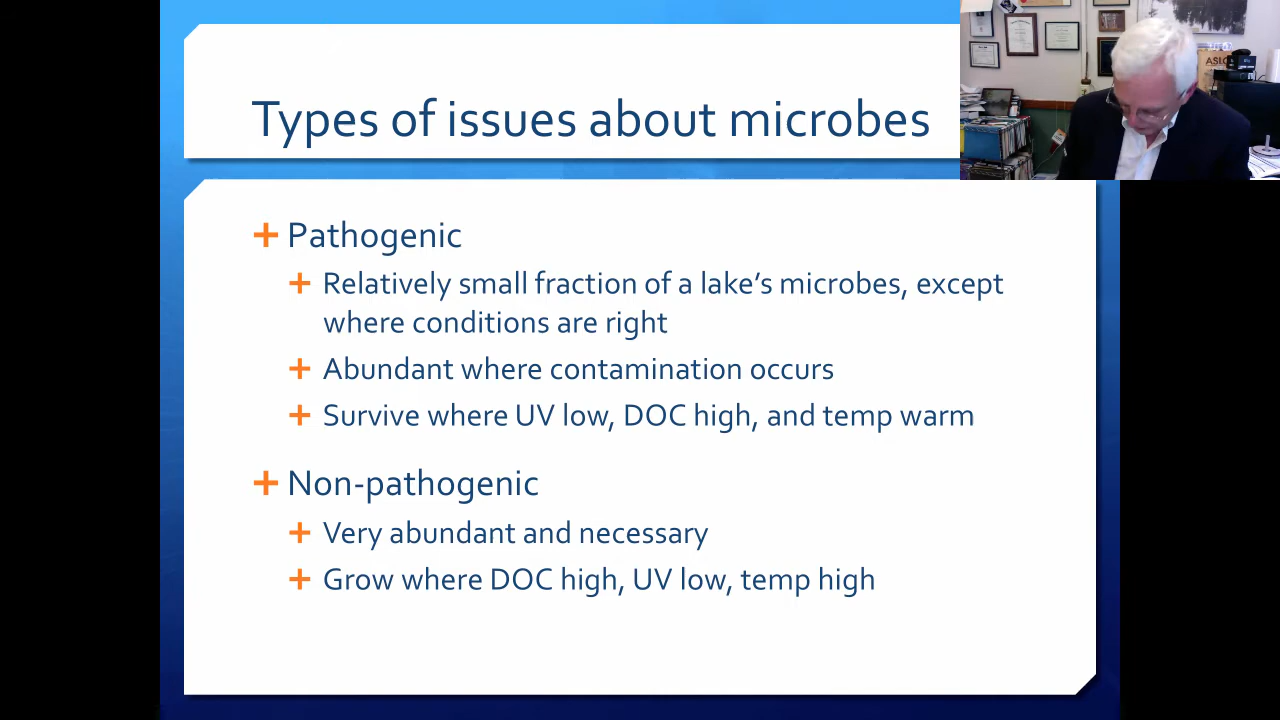 Types of issues about microbes
ASLO
Pathogenic
Relatively small fraction of a lake’s microbes, except
where conditions are right
Abundant where contamination occurs
Survive where UV low, DOC high, and temp warm
Non-pathogenic
Very abundant and necessary
Grow where DOC high, UV low, temp high